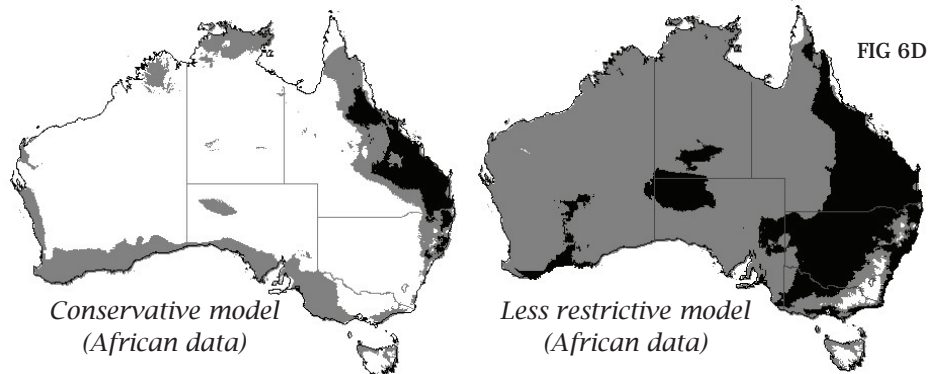 FIG 6D
Conservative model
(African data)
Less restrictive model
(African data)